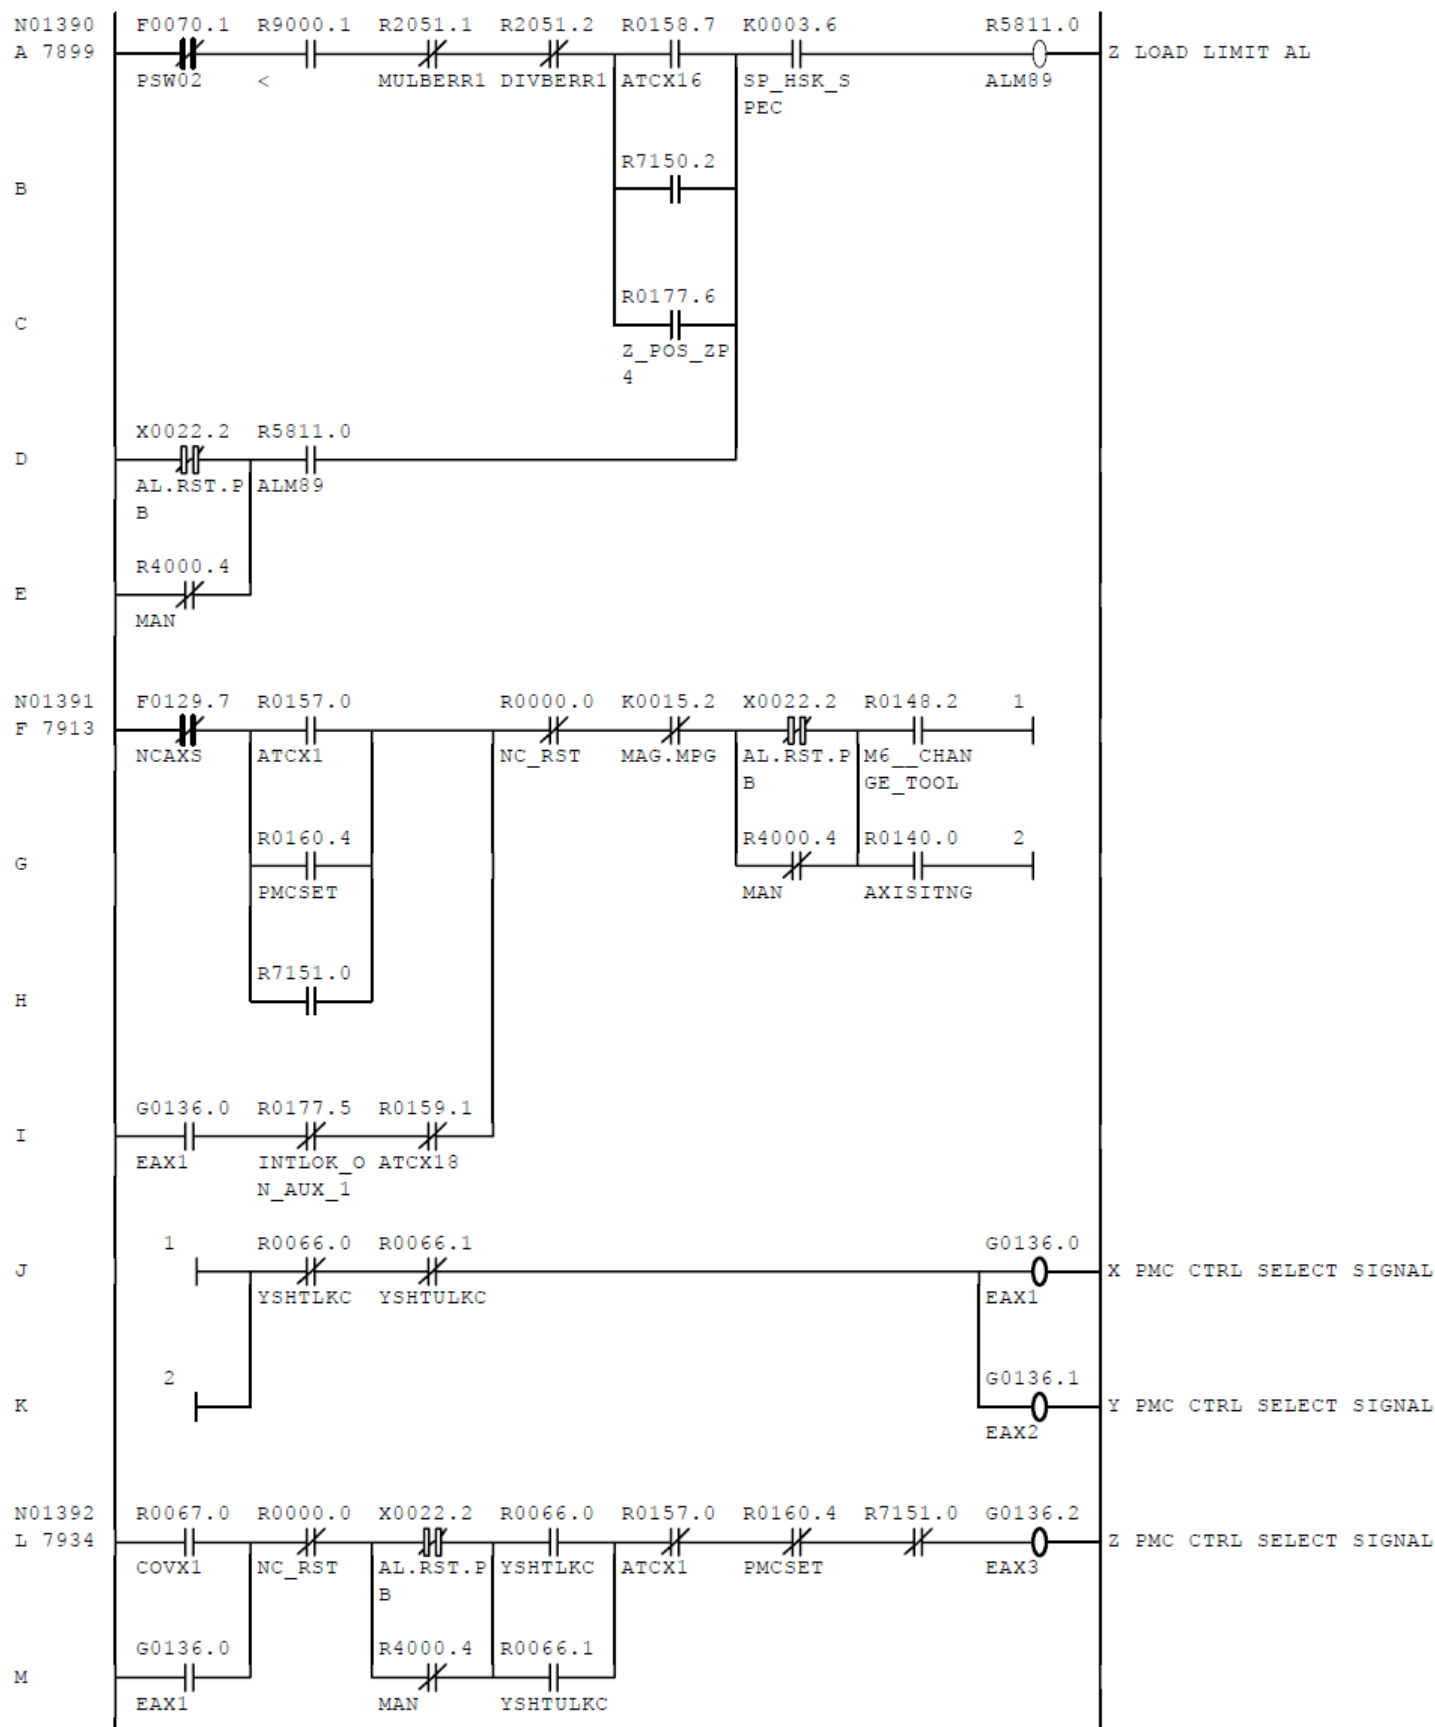 N01390 F0070.1 R9000.1 R2051.1 R2051.2 R0158.7 K0003.6 R5811.0
A 7899 Z LOAD LIMIT AL
PSW02 < MULBERR1 DIVBERR1 ATCX16 SP_HSK_S ALM89
PEC
R7150.2
B
R0177.6
C
Z_POS_ZP
4
X0022.2 R5811.0
D
AL.RST.P ALM89
B
R4000.4
E
MAN
N01391 F0129.7 R0157.0 R0000.0 K0015.2 X0022.2 R0148.2 1
F 7913
NCAXS ATCX1 NC_RST MAG.MPG AL.RST.P M6__CHAN
B GE_TOOL
R0160.4 R4000.4 R0140.0 2
G
PMCSET MAN AXISITNG
R7151.0
H
G0136.0 R0177.5 R0159.1
I
EAX1 INTLOK_O ATCX18
N_AUX_1
1 R0066.0 R0066.1 G0136.0
J X PMC CTRL SELECT SIGNAL
YSHTLKC YSHTULKC EAX1
2 G0136.1
K Y PMC CTRL SELECT SIGNAL
EAX2
N01392 R0067.0 R0000.0 X0022.2 R0066.0 R0157.0 R0160.4 R7151.0 G0136.2
L 7934 Z PMC CTRL SELECT SIGNAL
COVX1 NC_RST AL.RST.P YSHTLKC ATCX1 PMCSET EAX3
B
G0136.0 R4000.4 R0066.1
M
EAX1 MAN YSHTULKC